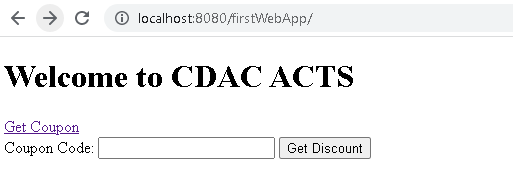 localhost:8080/firstWebApp/
Welcome to CDAC ACTS
Get Coupon
Coupon Code: Get Discount